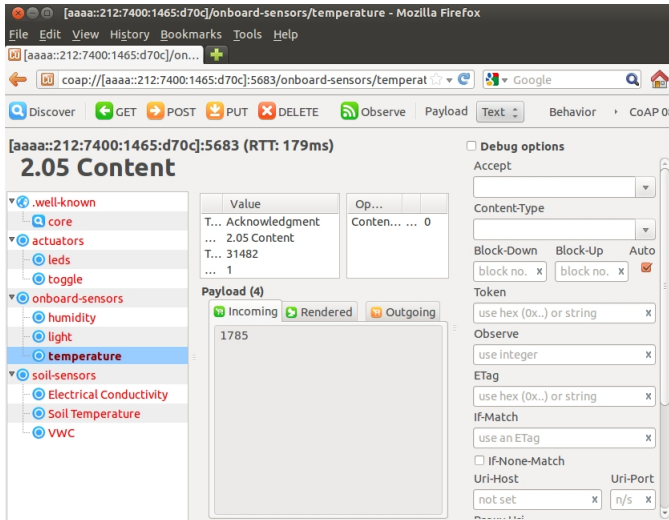 [aaaa::212:7400:1465:d70c]/onboard-sensors/temperature - Mozilla Firefox
File Edit View History Bookmarks Tools Help
[aaaa::212:7400:1465:d70c]/on...
coap://[aaaa::212:7400:1465:d70c]:5683/onboard-sensors/temperat
Google
Discover GET POST PUT DELETE Observe Payload Text Behavior CoAP
[aaaa::212:7400:1465:d70c]:5683 (RTT: 179ms)
2.05 Content
.well-known
core
actuators
leds
toggle
onboard-sensors
humidity
light
temperature
soil-sensors
Electrical Conductivity
Soil Temperature
VWC
Value
T... Acknowledgment
... 2.05 Content
T... 31482
... 1
Op...
Conten... ... 0
Payload (4)
Incoming Rendered Outgoing
1785
Debug options
Accept
Content-Type
Block-Down Block-Up Auto
block no. x block no. x
Token
use hex (0x..) or string x
Observe
use integer x
ETag
use hex (0x..) or string x
If-Match
use an ETag x
If-None-Match
Uri-Host Uri-Port
not set x n/s x